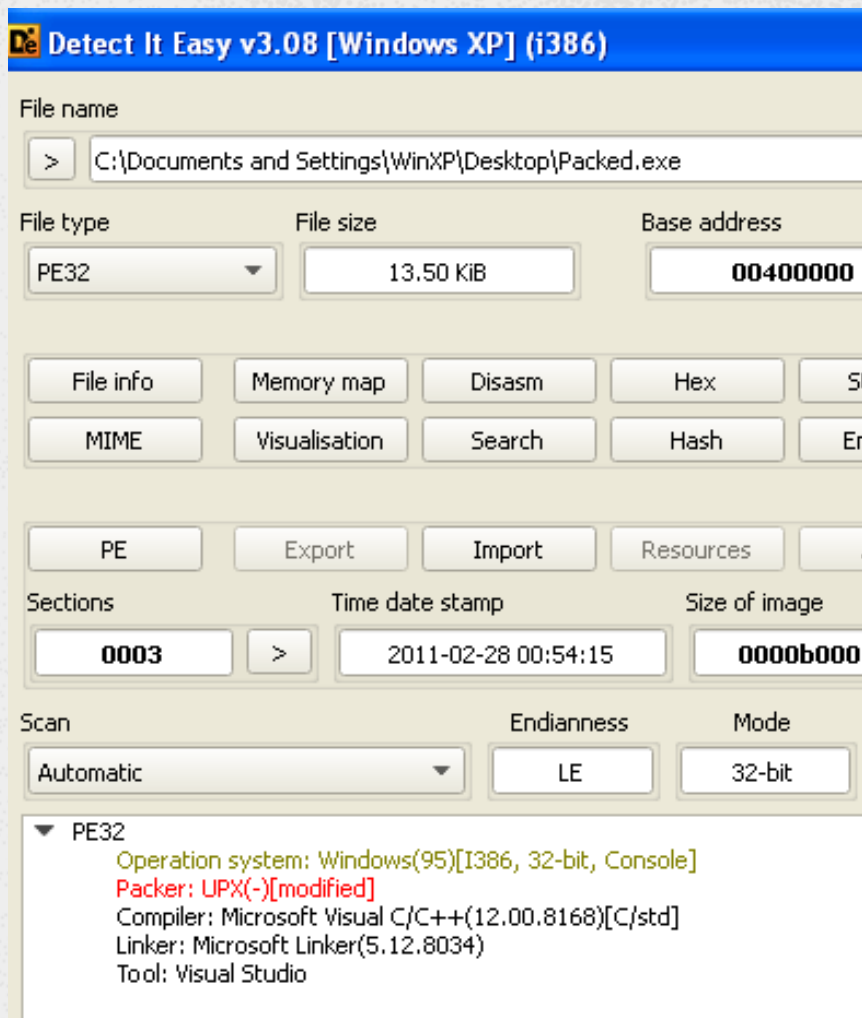 Detect It Easy v3.08 [Windows XP] (i386)
File name
> C:\Documents and Settings\WinXP\Desktop\Packed.exe
File type File size Base address
PE32 13.50 KiB 00400000
File info Memory map Disasm Hex
MIME Visualisation Search Hash
PE Export Import Resources
Sections Time date stamp Size of image
0003 > 2011-02-28 00:54:15 0000b000
Scan Endianness Mode
Automatic LE 32-bit
PE32
Operation system: Windows(95)[I386, 32-bit, Console]
Packer: UPX(-)[modified]
Compiler: Microsoft Visual C/C++(12.00.8168)[C/std]
Linker: Microsoft Linker(5.12.8034)
Tool: Visual Studio